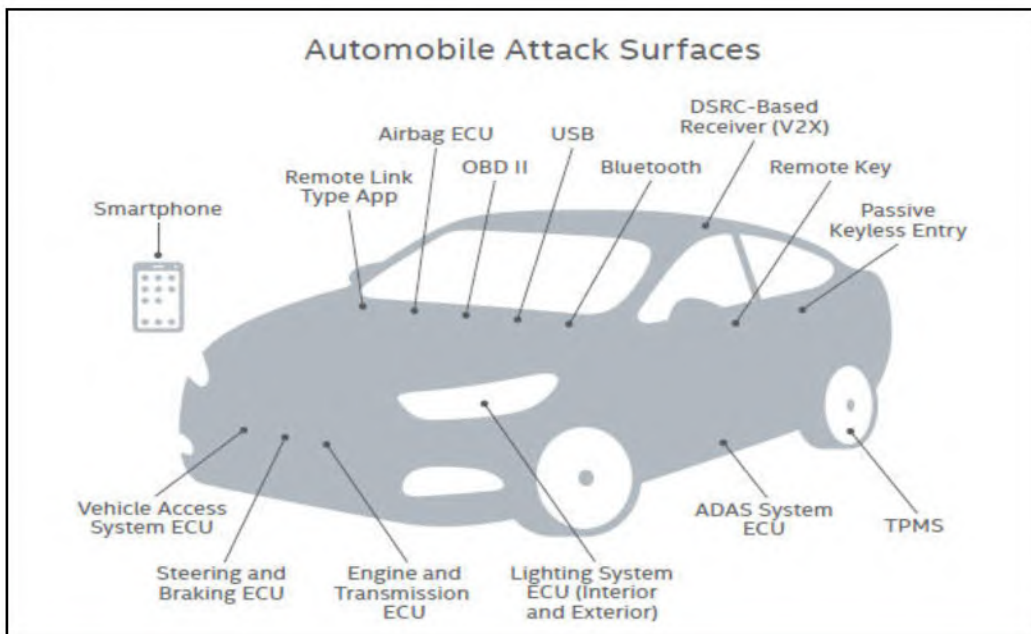 Automobile Attack Surfaces
DSRC-Based
Receiver (V2X)
Airbag ECU
USB
Remote Link
Type App
OBD II
Bluetooth
Remote Key
Smartphone
Passive
Keyless Entry
Vehicle Access
System ECU
ADAS System
ECU
TPMS
Steering and
Braking ECU
Engine and
Transmission
ECU
Lighting System
ECU (Interior
and Exterior)